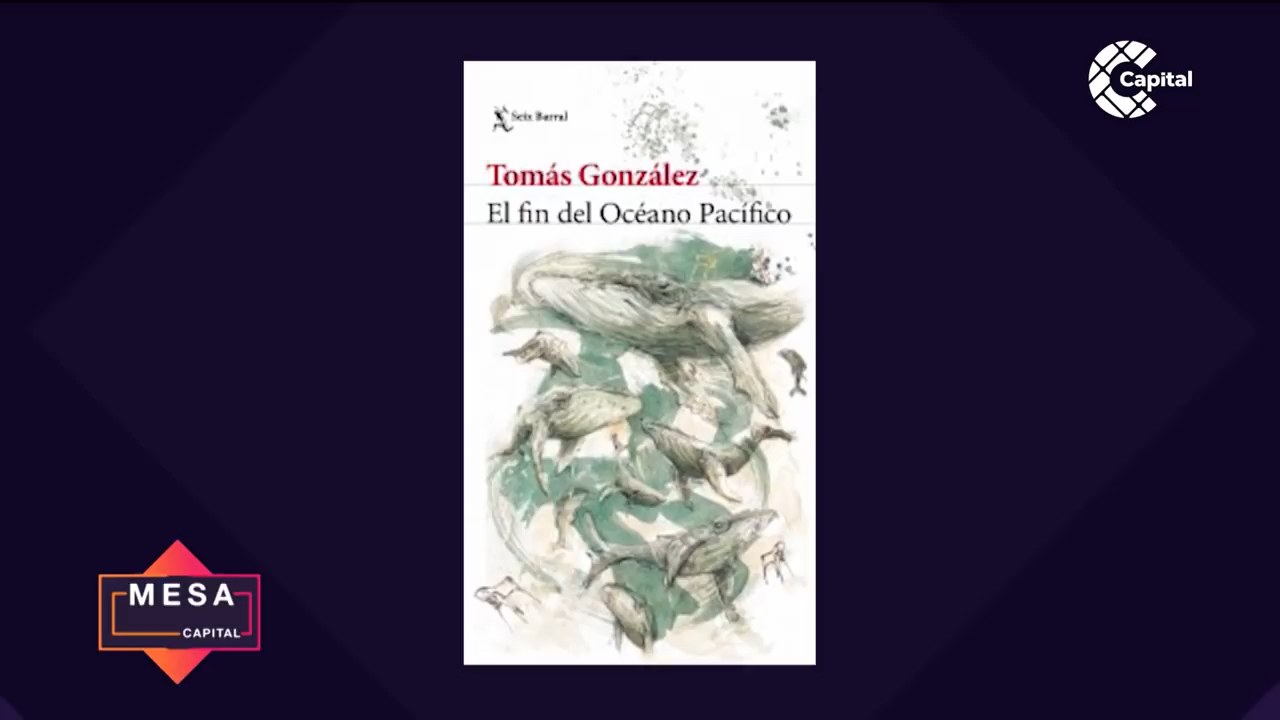 Capital
Seix Barral
Tomás González
El fin del Océano Pacífico
MESA
CAPITAL